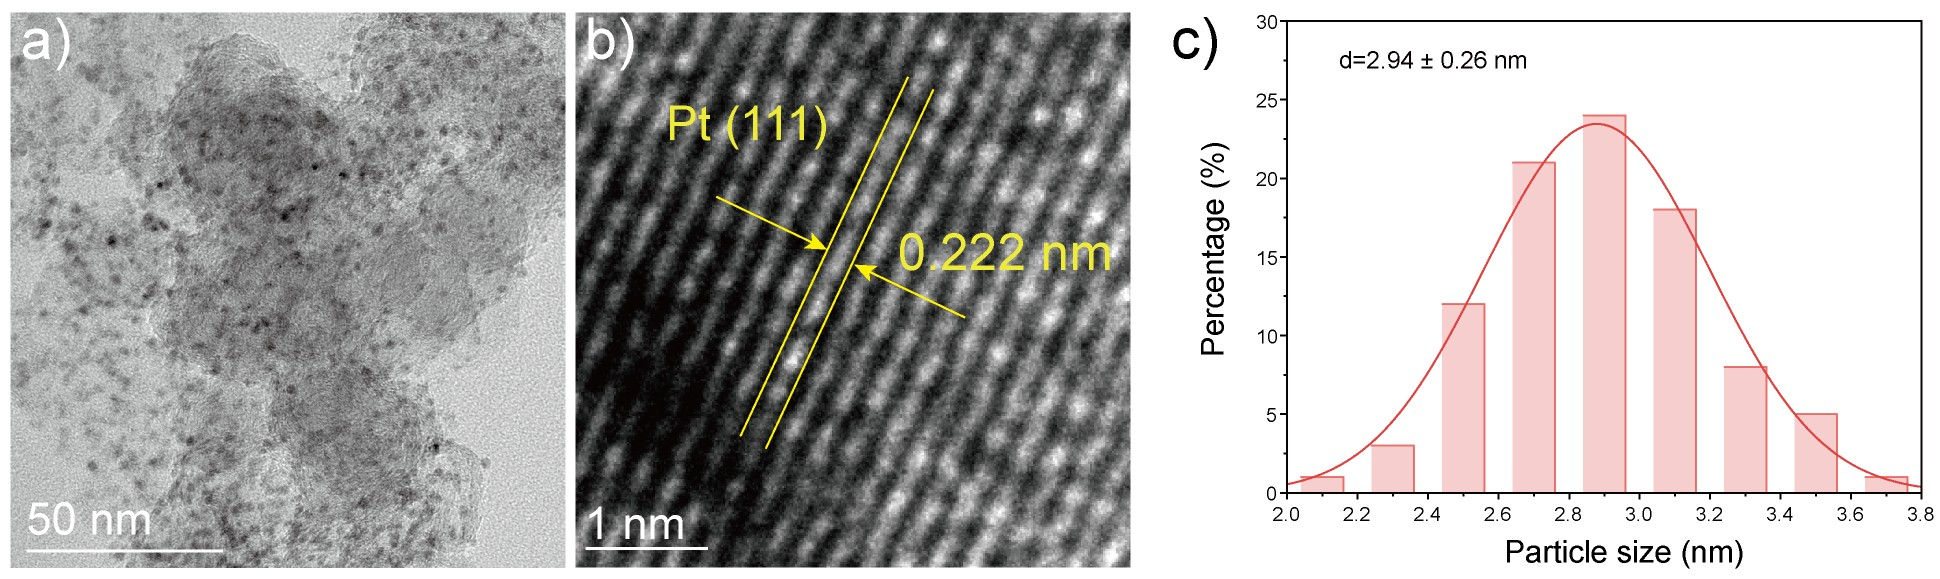 a)
50 nm
b)
Pt (111)
0.222 nm
1 nm
c)
d=2.94 ± 0.26 nm
Percentage (%)
30
25
20
15
10
5
0
2.0 2.2 2.4 2.6 2.8 3.0 3.2 3.4 3.6 3.8
Particle size (nm)